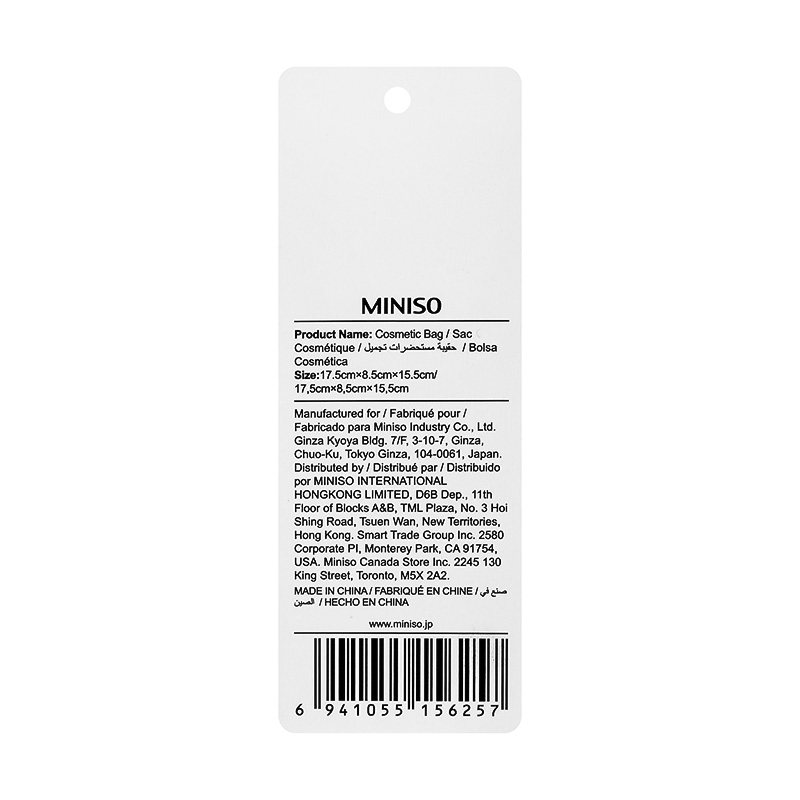 MINISO
Product Name: Cosmetic Bag / Sac
Cosmétique / حقيبة مستحضرات تجميل / Bolsa
Cosmética
Size:17.5cm×8.5cm×15.5cm/
17,5cm×8,5cm×15,5cm
Manufactured for / Fabriqué pour /
Fabricado para Miniso Industry Co., Ltd.
Ginza Kyoya Bldg. 7/F, 3-10-7, Ginza,
Chuo-Ku, Tokyo Ginza, 104-0061, Japan.
Distributed by / Distribué par / Distribuido
por MINISO INTERNATIONAL
HONGKONG LIMITED, D6B Dep., 11th
Floor of Blocks A&B, TML Plaza, No. 3 Hoi
Shing Road, Tsuen Wan, New Territories,
Hong Kong. Smart Trade Group Inc. 2580
Corporate Pl, Monterey Park, CA 91754,
USA. Miniso Canada Store Inc. 2245 130
King Street, Toronto, M5X 2A2.
MADE IN CHINA / FABRIQUÉ EN CHINE / صنع في
الصين / HECHO EN CHINA
www.miniso.jp
6 941055 156257